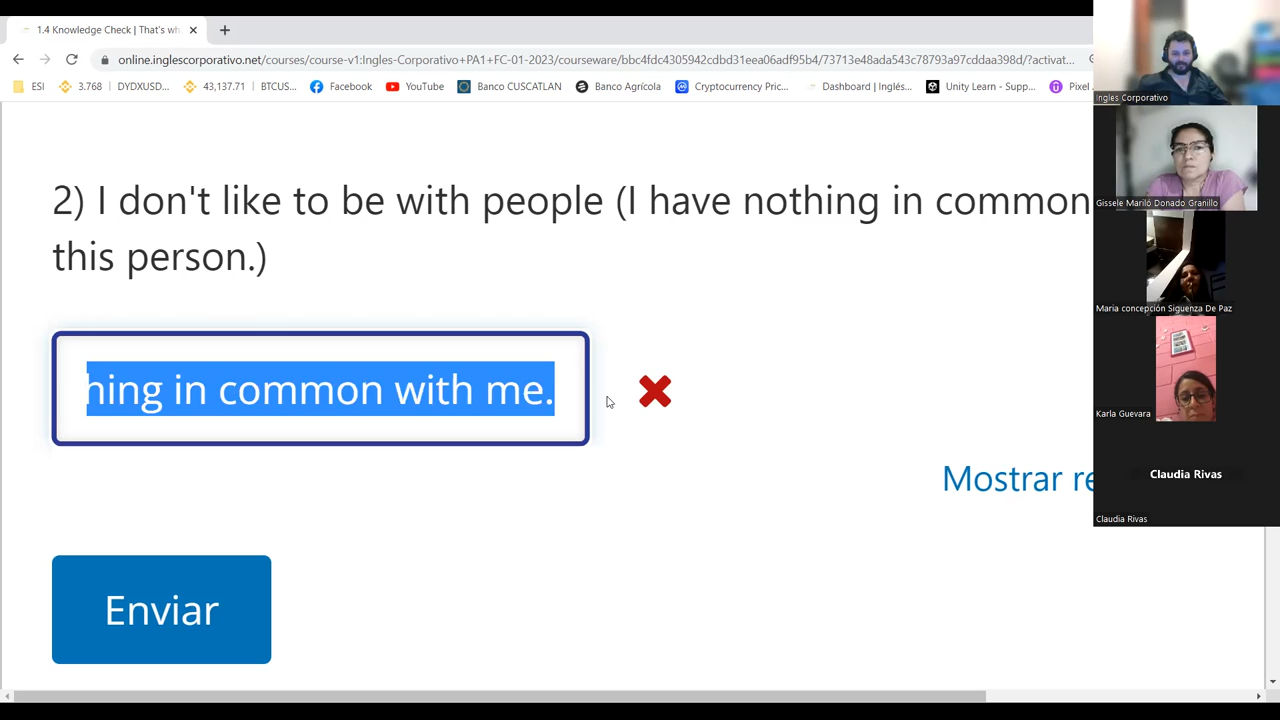 1.4 Knowledge Check | That's wh
online.inglescorporativo.net/courses/course-v1:Ingles-Corporativo+PA1+FC-01-2023/courseware/bbc4fdc4305942cdbd31bea06adf95b4/73713e48ada543c78793a97cddaa398d/?activat...
ESI
3.768 | DYDXUSD...
43,137.71 | BTCUS...
Facebook
YouTube
Banco CUSCATLAN
Banco Agrícola
Cryptocurrency Pric...
Dashboard | Inglés...
Unity Learn - Supp...
Pixel
2) I don't like to be with people (I have nothing in common
this person.)
hing in common with me.
Mostrar re
Enviar
Ingles Corporativo
Gissele Mariló Donado Granillo
Maria concepción Siguenza De Paz
Karla Guevara
Claudia Rivas
Claudia Rivas